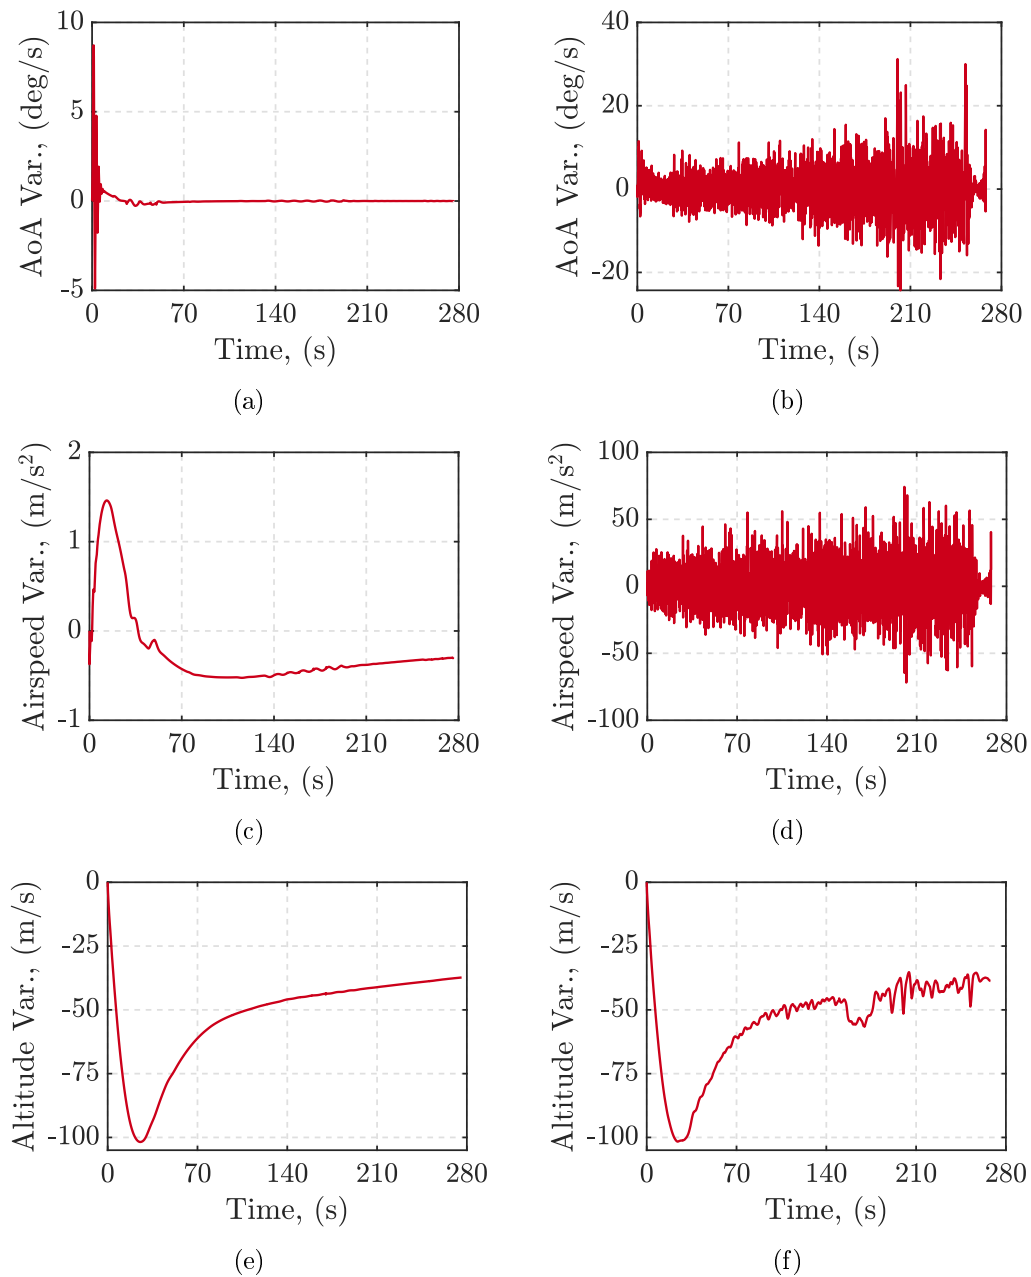 10
5
0
-5
AoA Var., (deg/s)
0 70 140 210 280
Time, (s)
(a)
40
20
0
-20
AoA Var., (deg/s)
0 70 140 210 280
Time, (s)
(b)
2
1
0
-1
Airspeed Var., (m/s²)
0 70 140 210 280
Time, (s)
(c)
100
50
0
-50
-100
Airspeed Var., (m/s²)
0 70 140 210 280
Time, (s)
(d)
0
-25
-50
-75
-100
Altitude Var., (m/s)
0 70 140 210 280
Time, (s)
(e)
0
-25
-50
-75
-100
Altitude Var., (m/s)
0 70 140 210 280
Time, (s)
(f)